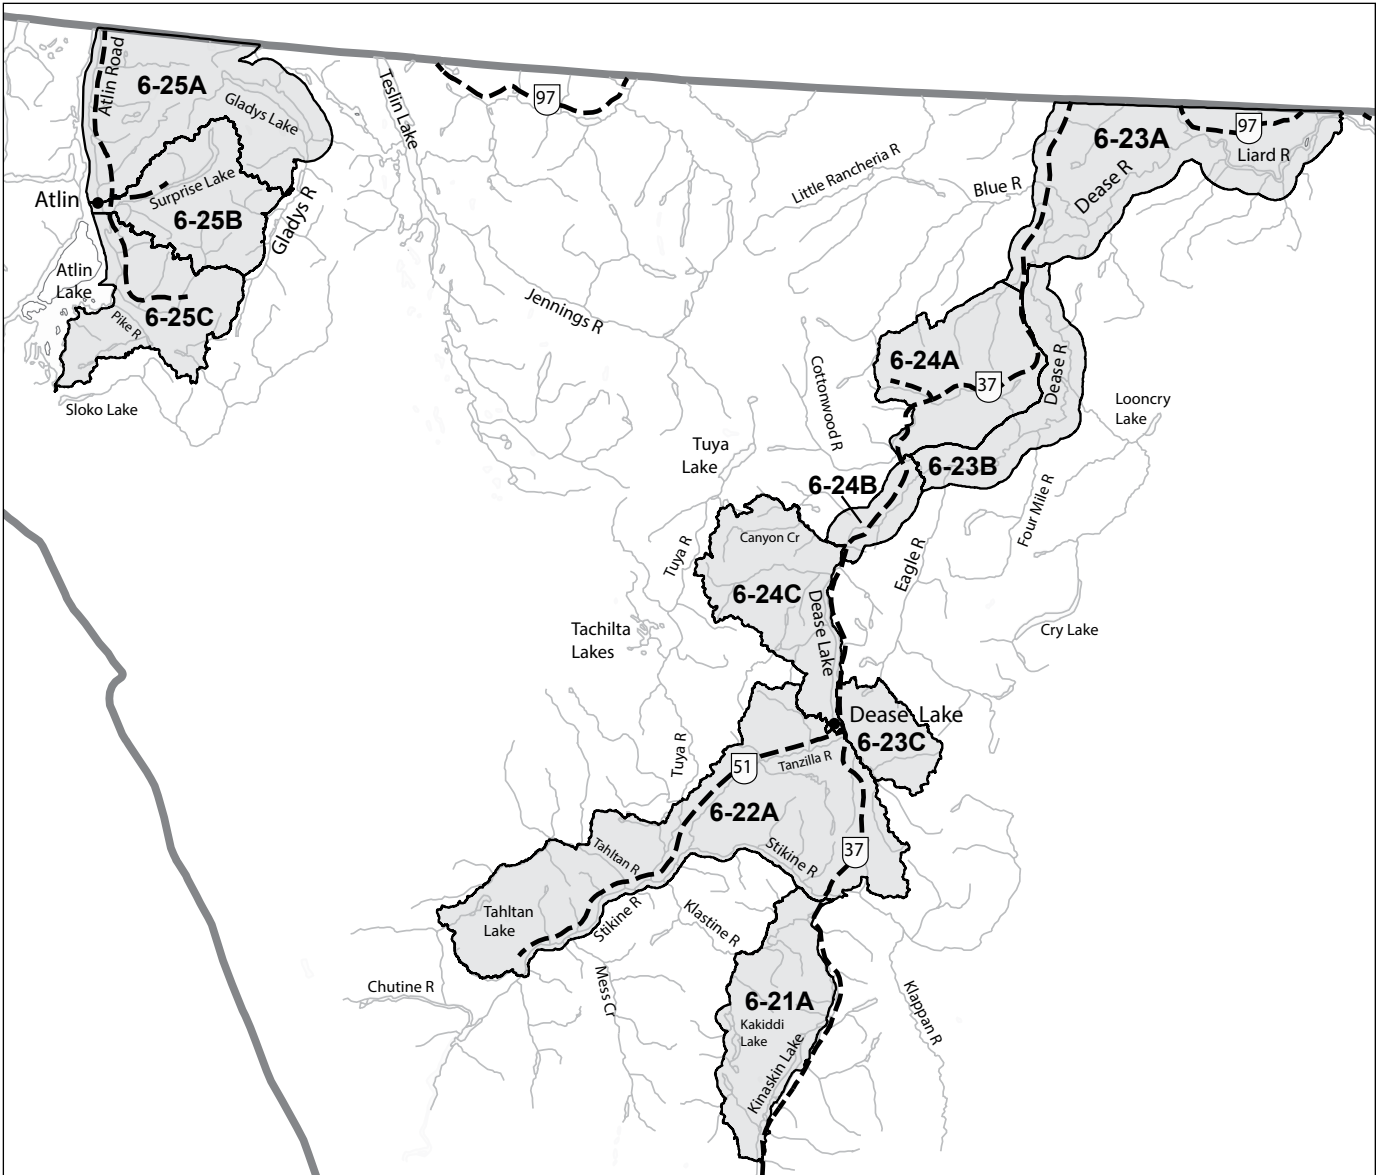 Atlin Road
6-25A
Gladys Lake
Teslin Lake
97
6-23A
97
Liard R
Dease R
Little Rancheria R
Blue R
Surprise Lake
Atlin
6-25B
Gladys R
Atlin
Lake
Pike R
6-25C
Jennings R
Sloko Lake
Cottonwood R
6-24A
37
Dease R
Looncry
Lake
Tuya
Lake
6-23B
6-24B
Four Mile R
Canyon Cr
Tuya R
Eagle R
6-24C
Dease Lake
Tachilta
Lakes
Cry Lake
Dease Lake
6-23C
Tuya R
51
Tanzilla R
6-22A
Stikine R
37
Tahltan R
Tahltan
Lake
Stikine R
Klastine R
Chutine R
Mess Cr
6-21A
Kakiddi
Lake
Kinaskin Lake
Klappan R